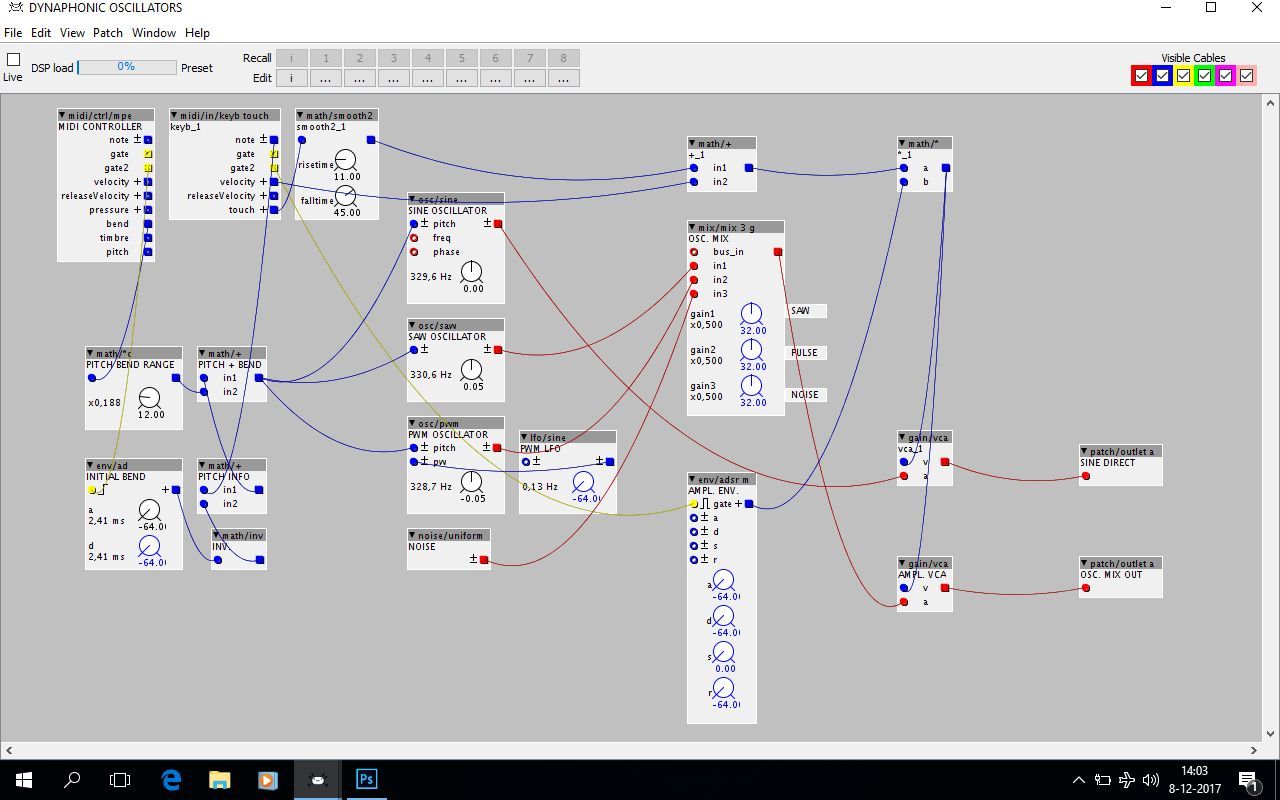 DYNAPHONIC OSCILLATORS
File Edit View Patch Window Help
Live
DSP load 0% Preset
Recall i 1 2 3 4 5 6 7 8
Edit i ... ... ... ... ... ... ... ...
Visible Cables
midi/ctrl/mpe
MIDI CONTROLLER
note ±
gate
gate2
velocity +
releaseVelocity +
pressure +
bend
timbre
pitch
midi/in/keyb touch
keyb_1
note ±
gate
gate2
velocity +
releaseVelocity +
touch +
math/smooth2
smooth2_1
risetime
11.00
falltime
45.00
osc/sine
SINE OSCILLATOR
± pitch ±
freq
phase
329,6 Hz
0.00
osc/saw
SAW OSCILLATOR
± ±
330,6 Hz
0.05
osc/pwm
PWM OSCILLATOR
± pitch ±
± pw
328,7 Hz
-0.05
lfo/sine
PWM LFO
± ±
0,13 Hz
-64.0
noise/uniform
NOISE
±
math/*c
PITCH BEND RANGE
x0,188
12.00
math/+
PITCH + BEND
in1
in2
env/ad
INITIAL BEND
+
a
2,41 ms
-64.0
d
2,41 ms
-64.0
math/+
PITCH INFO
in1
in2
math/inv
INV.
math/+
+_1
in1
in2
math/*
*_1
a
b
mix/mix 3 g
OSC. MIX
bus_in
in1
in2
in3
gain1
x0,500
32.00
SAW
gain2
x0,500
32.00
PULSE
gain3
x0,500
32.00
NOISE
env/adsr m
AMPL. ENV.
gate +
± a
± d
± s
± r
a
-64.0
d
-64.0
s
0.00
r
-64.0
gain/vca
vca_1
v
a
patch/outlet a
SINE DIRECT
gain/vca
AMPL. VCA
v
a
patch/outlet a
OSC. MIX OUT
Ps
14:03
8-12-2017
1